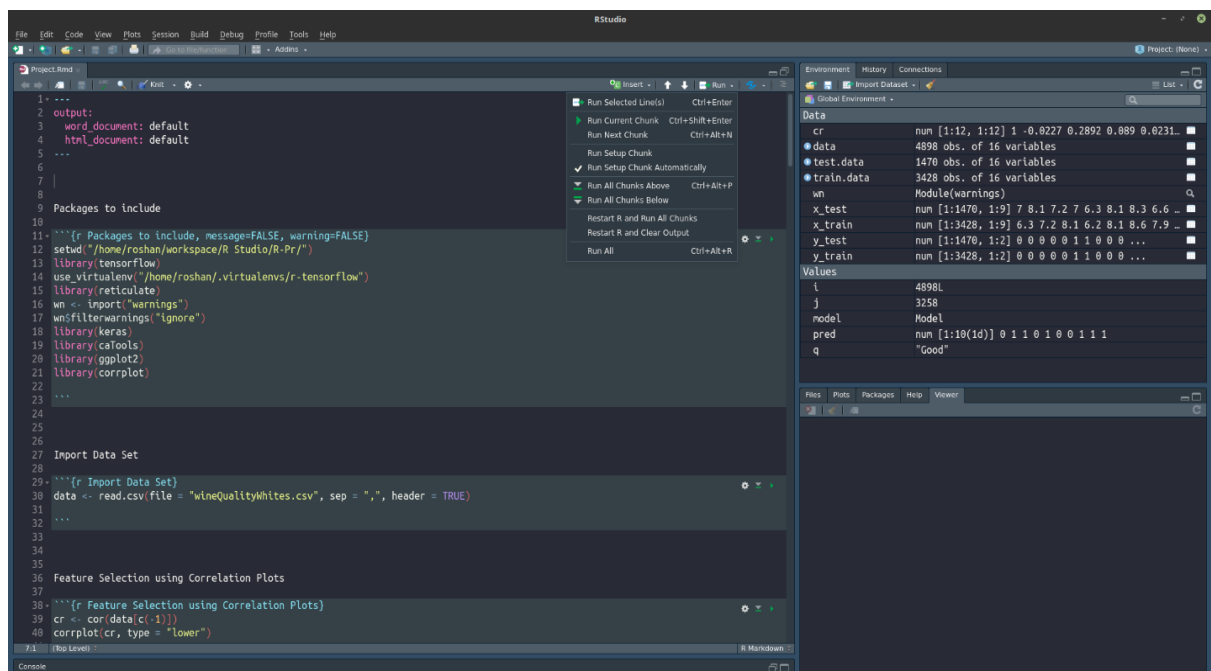 RStudio
File Edit Code View Plots Session Build Debug Profile Tools Help
Go to file/function Addins
Project: (None)
Project.Rmd
Knit Insert Run
1 ---
2 output:
3 word_document: default
4 html_document: default
5 ---
6
7
8
9 Packages to include
10
11 ```{r Packages to include, message=FALSE, warning=FALSE}
12 setwd("/home/roshan/workspace/R Studio/R-Pr/")
13 library(tensorflow)
14 use_virtualenv("/home/roshan/.virtualenvs/r-tensorflow")
15 library(reticulate)
16 wn <- import("warnings")
17 wn$filterwarnings("ignore")
18 library(keras)
19 library(caTools)
20 library(ggplot2)
21 library(corrplot)
22
23 ```
24
25
26
27 Import Data Set
28
29 ```{r Import Data Set}
30 data <- read.csv(file = "wineQualityWhites.csv", sep = ",", header = TRUE)
31
32 ```
33
34
35
36 Feature Selection using Correlation Plots
37
38 ```{r Feature Selection using Correlation Plots}
39 cr <- cor(data[c(-1)])
40 corrplot(cr, type = "lower")
7:1 (Top Level) R Markdown
Console
Run Selected Line(s) Ctrl+Enter
Run Current Chunk Ctrl+Shift+Enter
Run Next Chunk Ctrl+Alt+N
Run Setup Chunk
Run Setup Chunk Automatically
Run All Chunks Above Ctrl+Alt+P
Run All Chunks Below
Restart R and Run All Chunks
Restart R and Clear Output
Run All Ctrl+Alt+R
Environment History Connections
Import Dataset List
Global Environment
Data
cr num [1:12, 1:12] 1 -0.0227 0.2892 0.089 0.0231…
data 4898 obs. of 16 variables
test.data 1470 obs. of 16 variables
train.data 3428 obs. of 16 variables
wn Module(warnings)
x_test num [1:1470, 1:9] 7 8.1 7.2 7 6.3 8.1 8.3 6.6 …
x_train num [1:3428, 1:9] 6.3 7.2 8.1 6.2 8.1 8.6 7.9 …
y_test num [1:1470, 1:2] 0 0 0 0 0 1 1 0 0 0 ...
y_train num [1:3428, 1:2] 0 0 0 0 0 1 1 0 0 0 ...
Values
i 4898L
j 3258
model Model
pred num [1:10(1d)] 0 1 1 0 1 0 0 1 1 1
q "Good"
Files Plots Packages Help Viewer